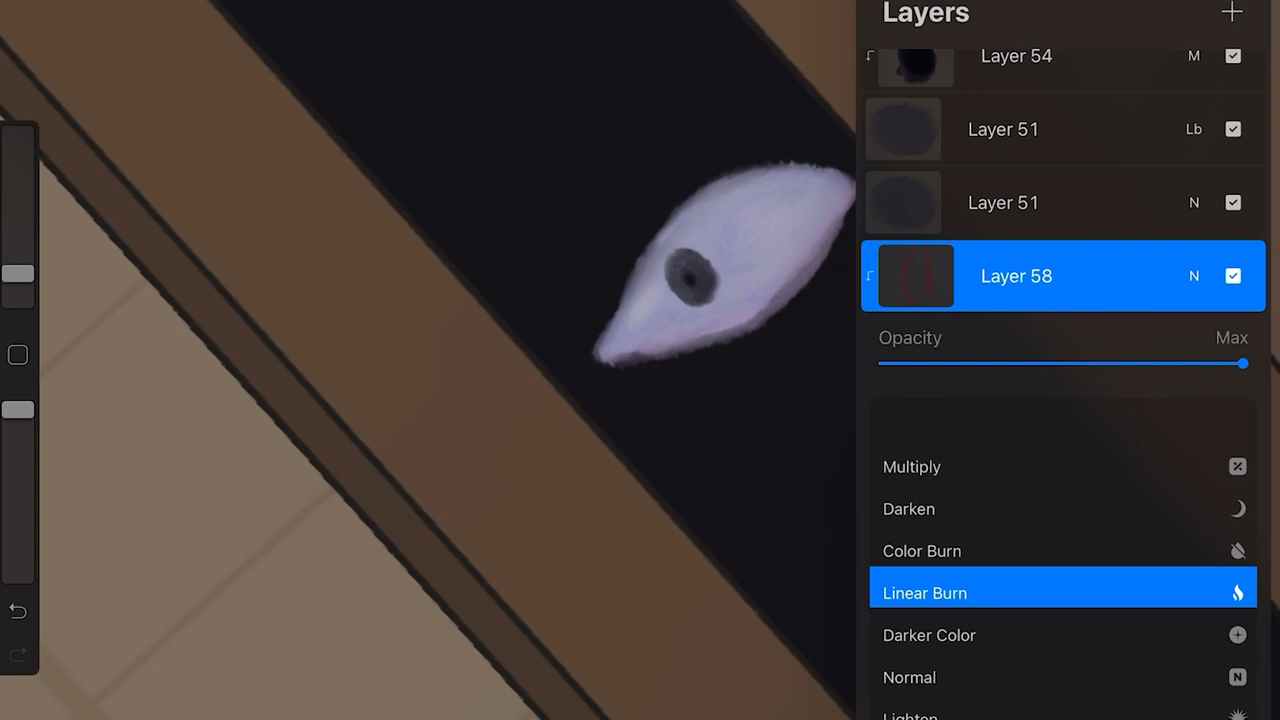 Layers
Layer 54 M
Layer 51 Lb
Layer 51 N
Layer 58 N
Opacity Max
Multiply
Darken
Color Burn
Linear Burn
Darker Color
Normal N
Lighten